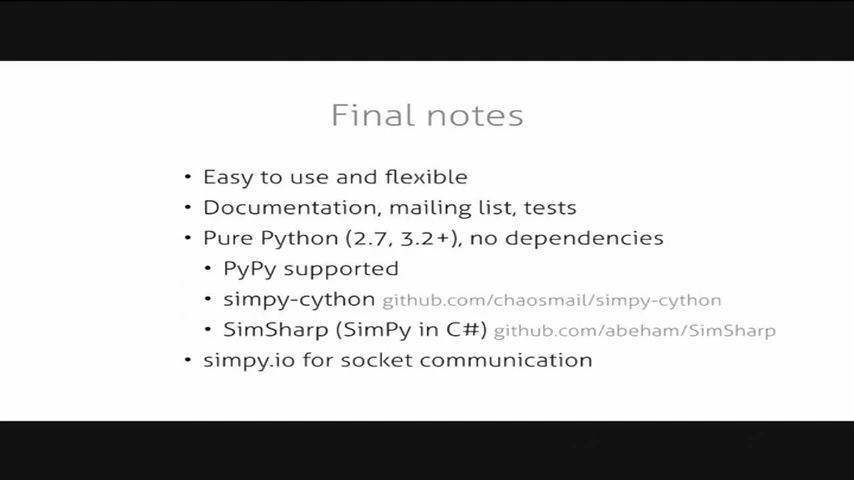 Final notes
• Easy to use and flexible
• Documentation, mailing list, tests
• Pure Python (2.7, 3.2+), no dependencies
• PyPy supported
• simpy-cython github.com/chaosmail/simpy-cython
• SimSharp (SimPy in C#) github.com/abeham/SimSharp
• simpy.io for socket communication